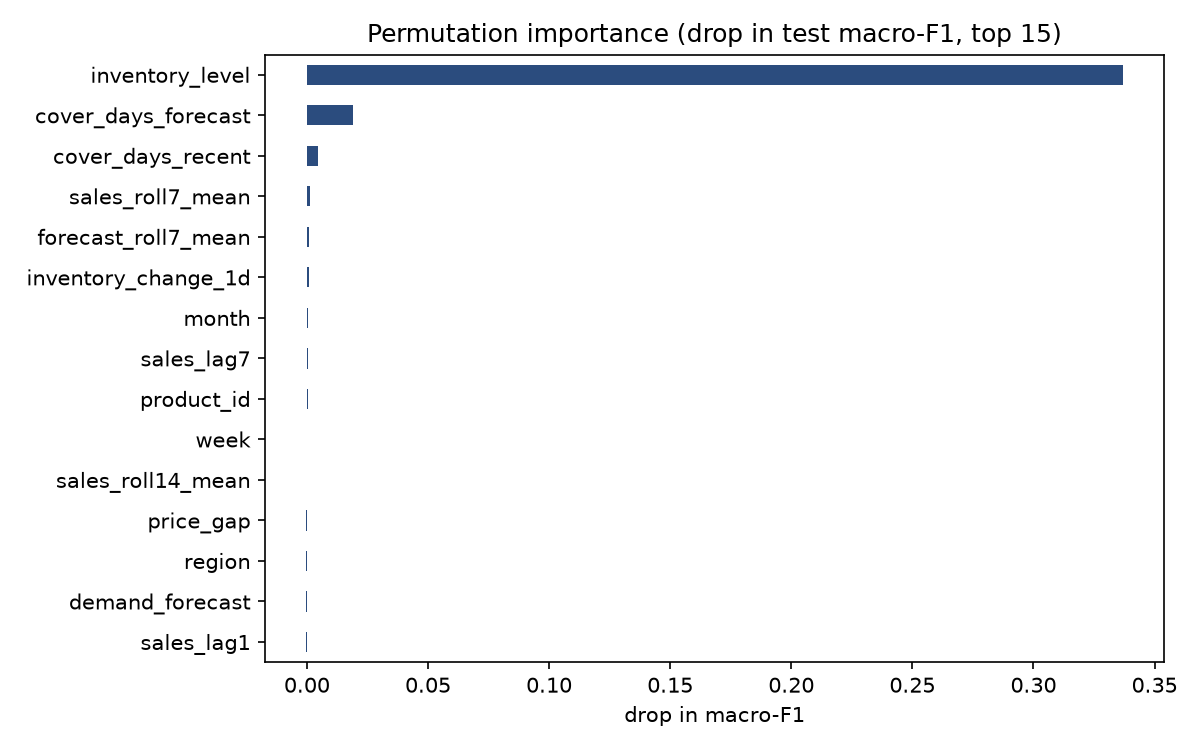 Permutation importance (drop in test macro-F1, top 15)
inventory_level
cover_days_forecast
cover_days_recent
sales_roll7_mean
forecast_roll7_mean
inventory_change_1d
month
sales_lag7
product_id
week
sales_roll14_mean
price_gap
region
demand_forecast
sales_lag1
0.00 0.05 0.10 0.15 0.20 0.25 0.30 0.35
drop in macro-F1